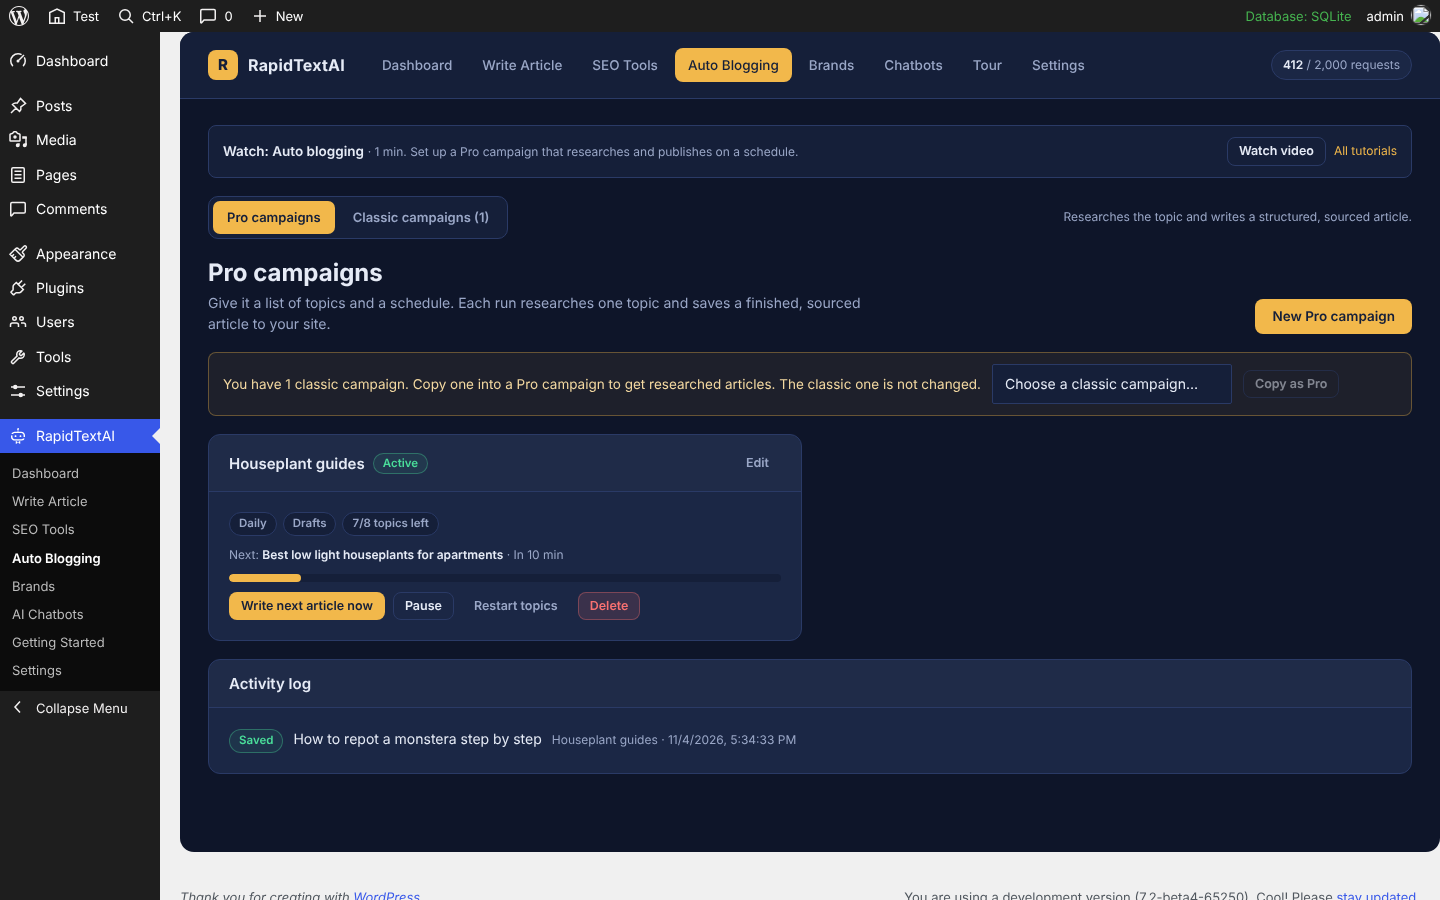 Test
Ctrl+K
0
New
Database: SQLite
admin
Dashboard
Posts
Media
Pages
Comments
Appearance
Plugins
Users
Tools
Settings
RapidTextAI
Dashboard
Write Article
SEO Tools
Auto Blogging
Brands
AI Chatbots
Getting Started
Settings
Collapse Menu
R RapidTextAI
Dashboard
Write Article
SEO Tools
Auto Blogging
Brands
Chatbots
Tour
Settings
412 / 2,000 requests
Watch: Auto blogging · 1 min. Set up a Pro campaign that researches and publishes on a schedule.
Watch video
All tutorials
Pro campaigns
Classic campaigns (1)
Researches the topic and writes a structured, sourced article.
Pro campaigns
Give it a list of topics and a schedule. Each run researches one topic and saves a finished, sourced
article to your site.
New Pro campaign
You have 1 classic campaign. Copy one into a Pro campaign to get researched articles. The classic one is not changed.
Choose a classic campaign...
Copy as Pro
Houseplant guides
Active
Edit
Daily
Drafts
7/8 topics left
Next: Best low light houseplants for apartments · In 10 min
Write next article now
Pause
Restart topics
Delete
Activity log
Saved
How to repot a monstera step by step
Houseplant guides · 11/4/2026, 5:34:33 PM
Thank you for creating with WordPress
You are using a development version (7.2-beta4-65250). Cool! Please stay updated